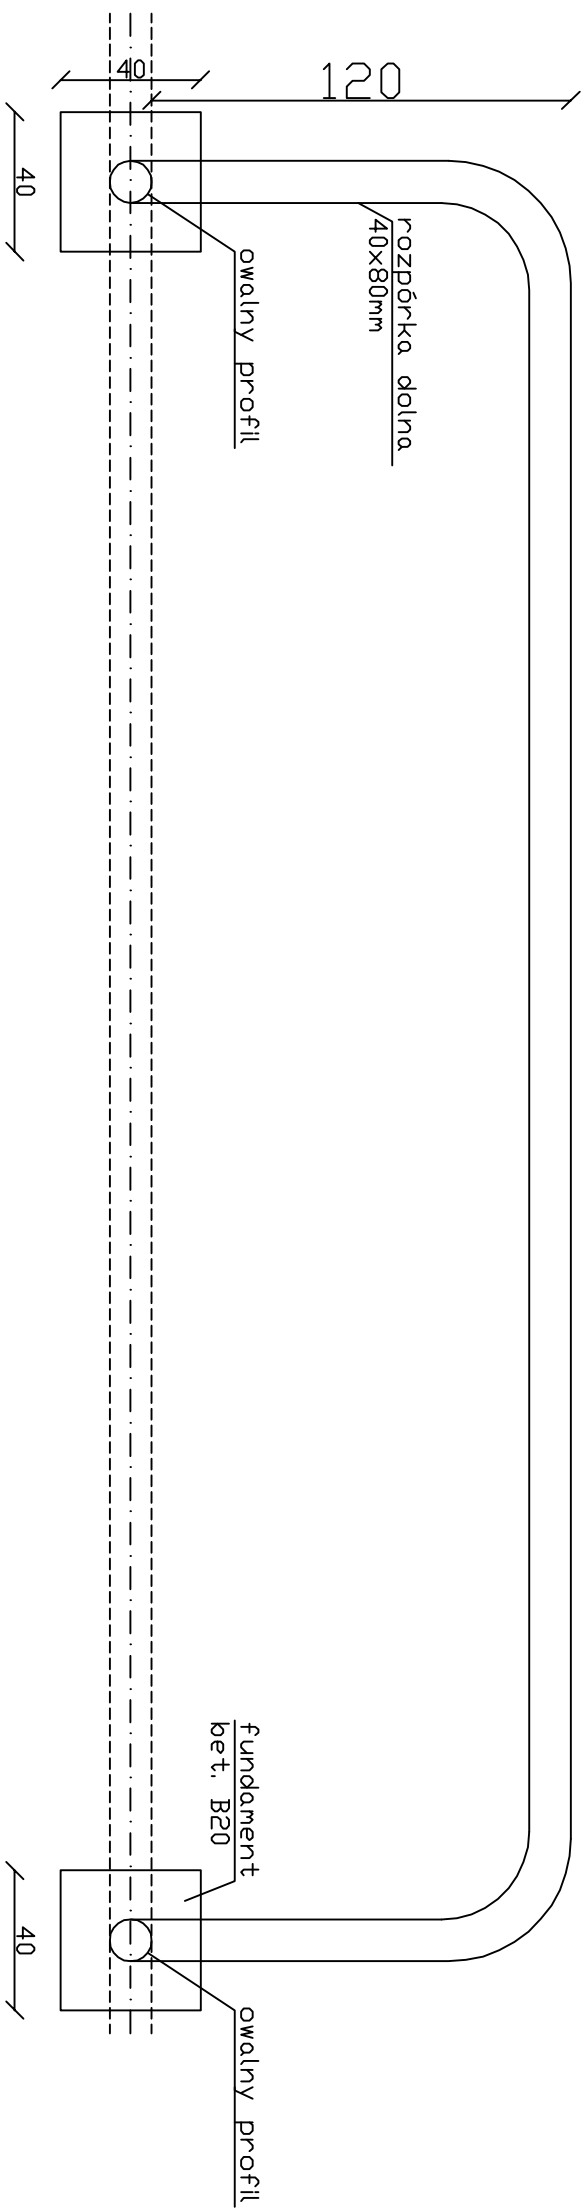 40
120
40
rozpórka dolna
40x80mm
owalny profil
fundament
bet. B20
40
owalny profil